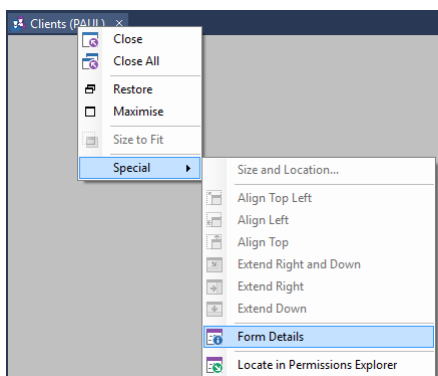 Clients (PAUL) ×
Close
Close All
Restore
Maximise
Size to Fit
Special
Size and Location...
Align Top Left
Align Left
Align Top
Extend Right and Down
Extend Right
Extend Down
Form Details
Locate in Permissions Explorer